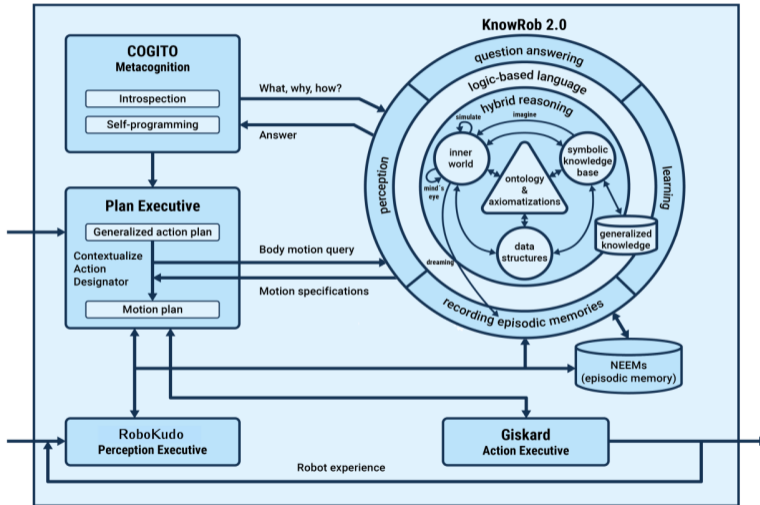 KnowRob 2.0
COGITO
Metacognition
Introspection
Self-programming
What, why, how?
Answer
question answering
logic-based language
hybrid reasoning
simulate
imagine
inner
world
symbolic
knowledge
base
mind's
eye
ontology
&
axiomatizations
data
structures
generalized
knowledge
dreaming
perception
learning
recording episodic memories
Plan Executive
Generalized action plan
Contextualize
Action
Designator
Motion plan
Body motion query
Motion specifications
NEEMs
(episodic memory)
RoboKudo
Perception Executive
Giskard
Action Executive
Robot experience